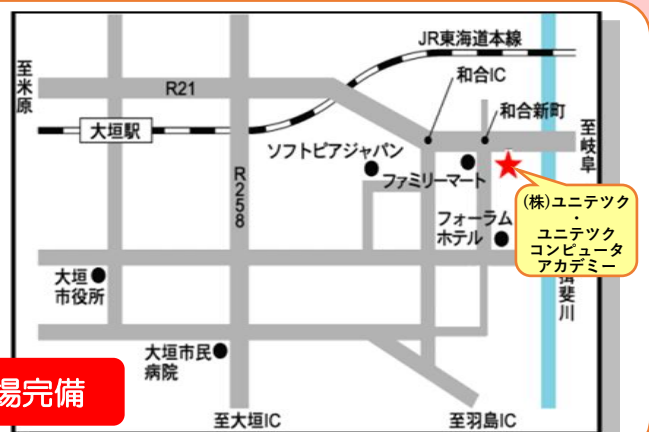 JR東海道本線
至米原
和合IC
R21
和合新町
大垣駅
至岐阜
ソフトピアジャパン
R258
ファミリーマート
(株)ユニテツク
・
ユニテツク
コンピュータ
アカデミー
フォーラム
ホテル
大垣
市役所
揖斐川
大垣市民
病院
場完備
至大垣IC
至羽島IC